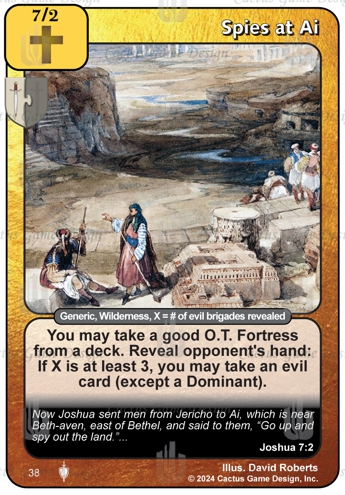 7/2
Spies at Ai
Generic, Wilderness, X = # of evil brigades revealed
You may take a good O.T. Fortress
from a deck. Reveal opponent's hand:
If X is at least 3, you may take an evil
card (except a Dominant).
Now Joshua sent men from Jericho to Ai, which is near
Beth-aven, east of Bethel, and said to them, “Go up and
spy out the land.”...
Joshua 7:2
38
Illus. David Roberts
© 2024 Cactus Game Design, Inc.